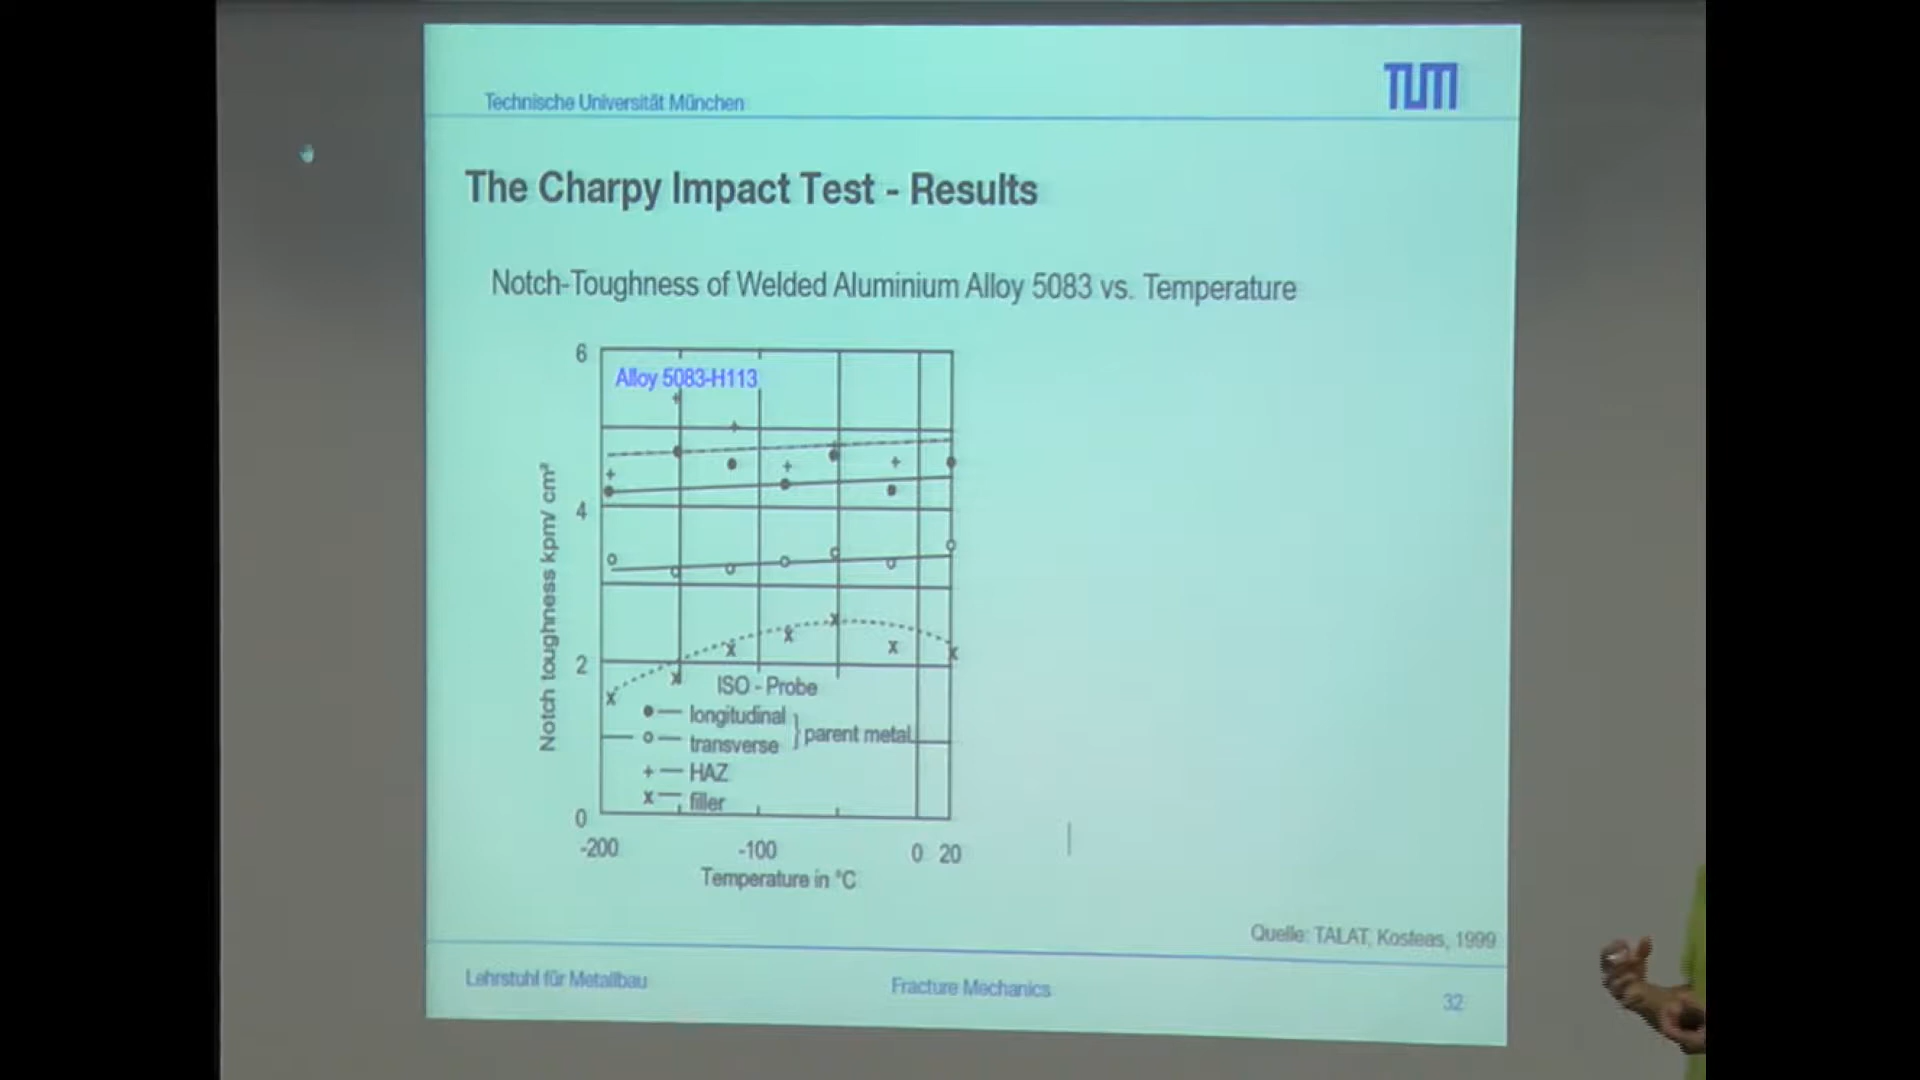 Technische Universität München
TUM
The Charpy Impact Test - Results
Notch-Toughness of Welded Aluminium Alloy 5083 vs. Temperature
6
Alloy 5083-H113
Notch toughness kpm/ cm²
4
2
ISO - Probe
longitudinal
transverse
parent metal
HAZ
filler
0
-200
-100
0
20
Temperature in °C
Quelle: TALAT, Kosteas, 1999
Lehrstuhl für Metallbau
Fracture Mechanics
32